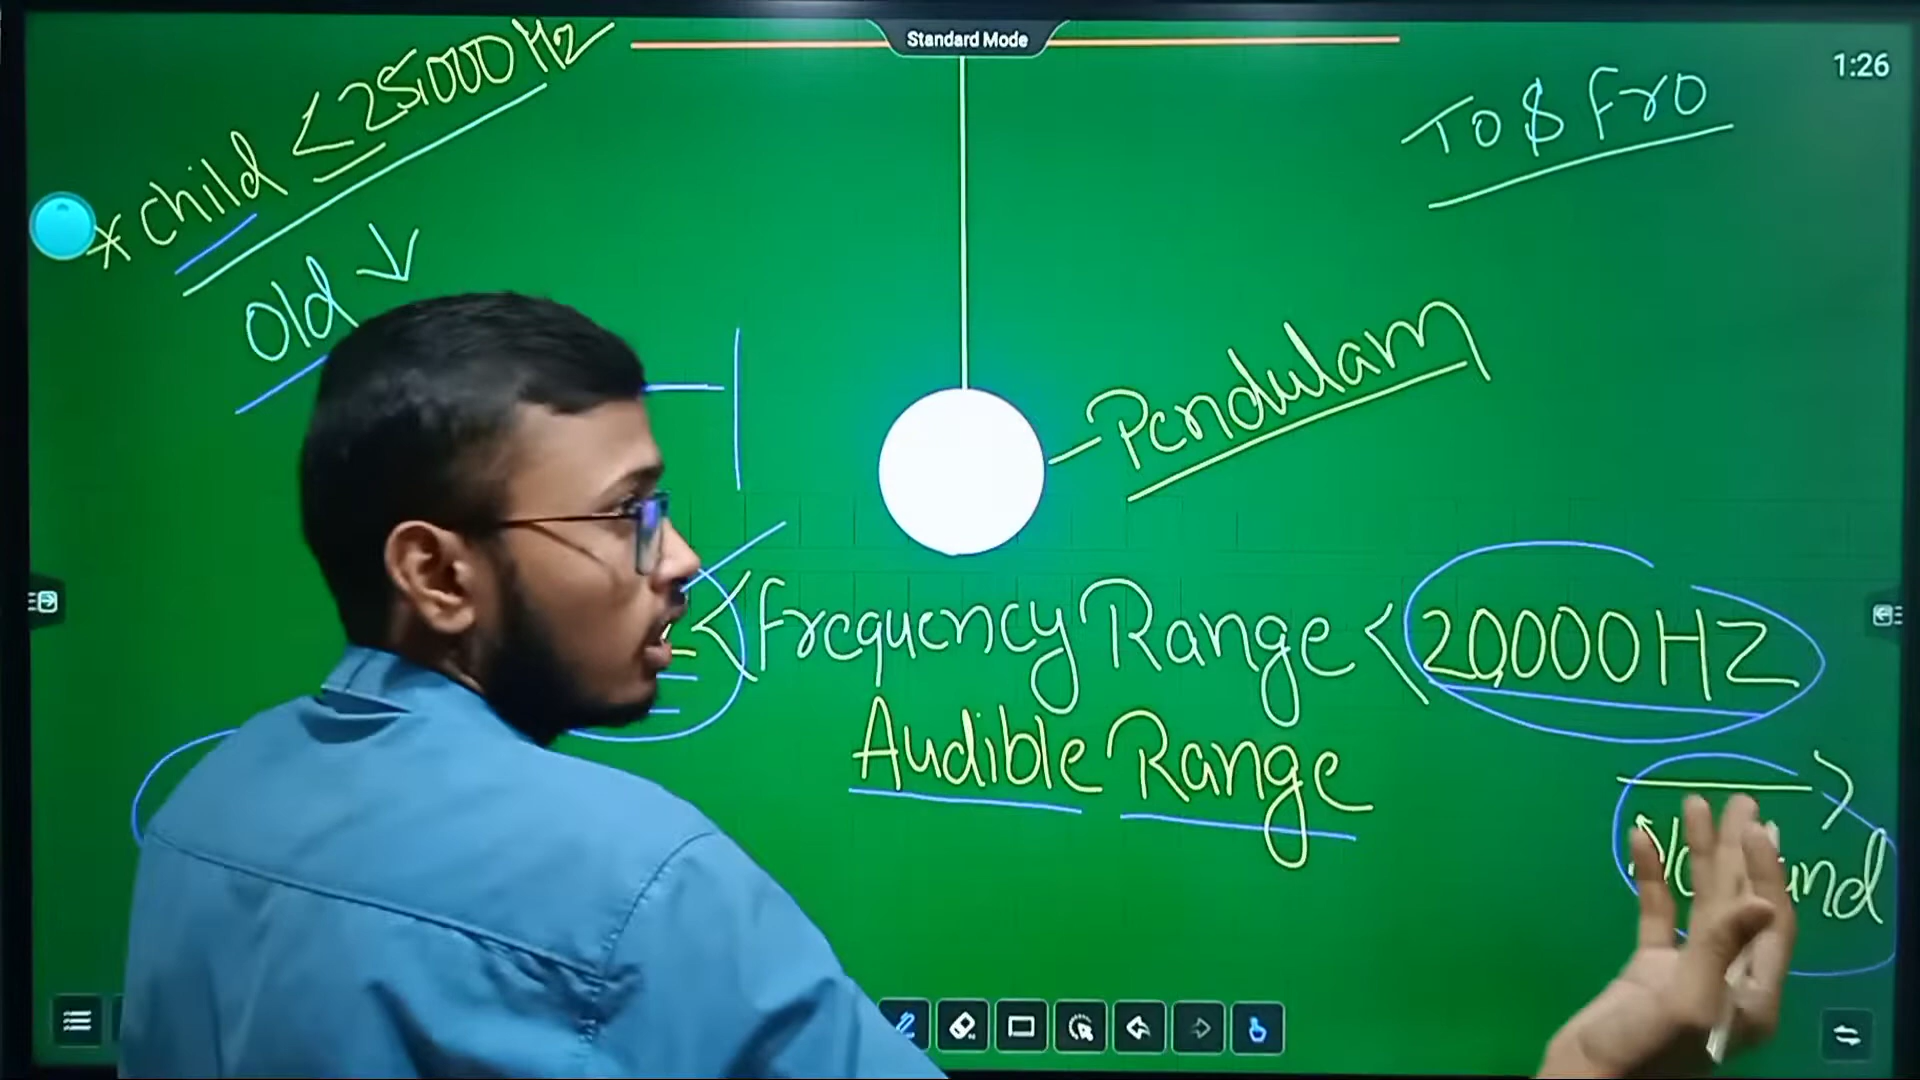 Standard Mode
1:26
* Child ≤ 25,000 Hz
To & Fro
Old ↓
Pendulam
< Frequency Range < 20,000 HZ
Audible Range